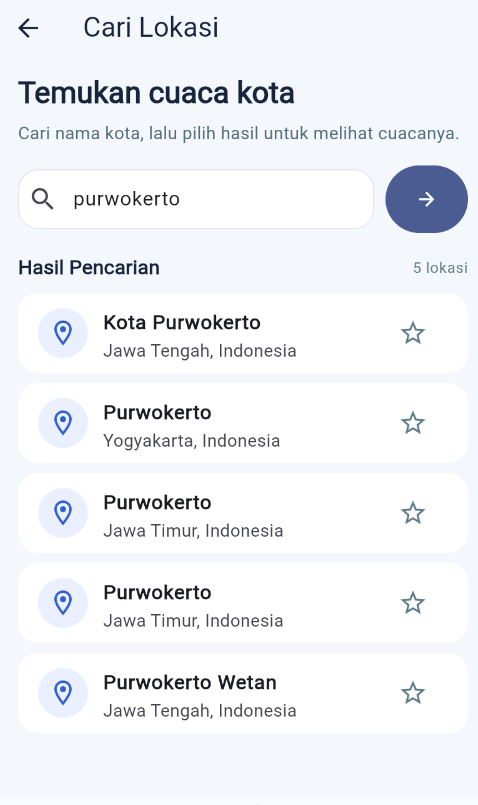 Cari Lokasi
Temukan cuaca kota
Cari nama kota, lalu pilih hasil untuk melihat cuacanya.
purwokerto
Hasil Pencarian
5 lokasi
Kota Purwokerto
Jawa Tengah, Indonesia
Purwokerto
Yogyakarta, Indonesia
Purwokerto
Jawa Timur, Indonesia
Purwokerto
Jawa Timur, Indonesia
Purwokerto Wetan
Jawa Tengah, Indonesia